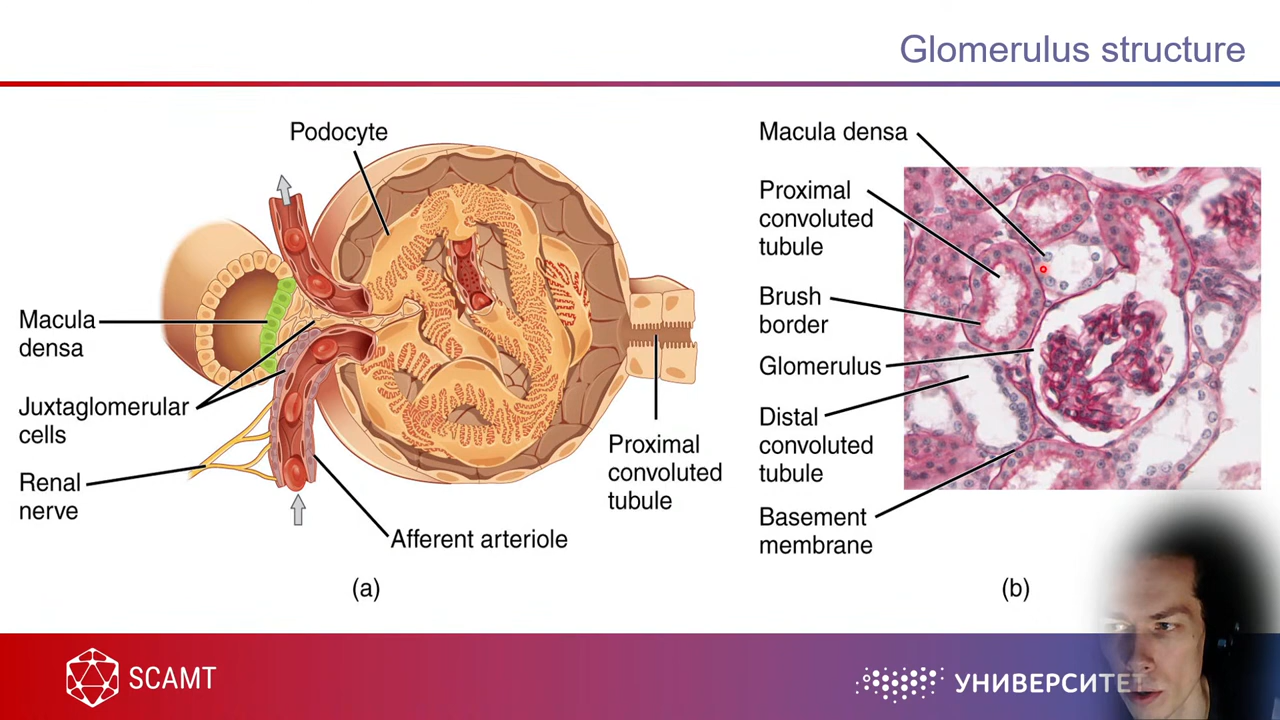 Glomerulus structure
Podocyte
Macula
densa
Juxtaglomerular
cells
Renal
nerve
Afferent arteriole
Proximal
convoluted
tubule
(a)
Macula densa
Proximal
convoluted
tubule
Brush
border
Glomerulus
Distal
convoluted
tubule
Basement
membrane
(b)
SCAMT
УНИВЕРСИТЕТ